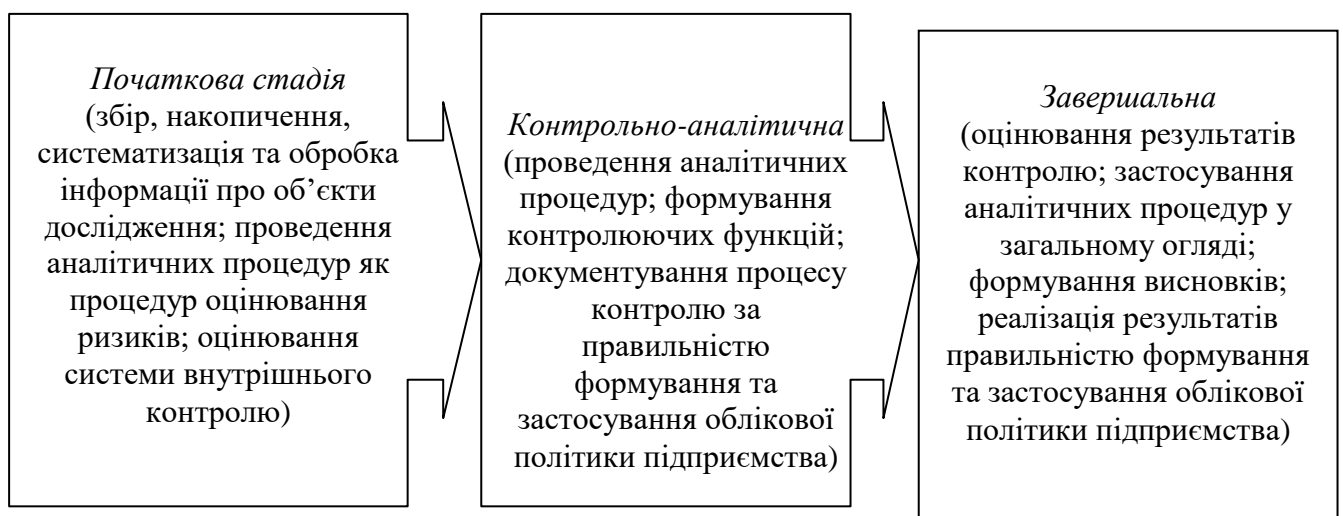 Початкова стадія
(збір, накопичення,
систематизація та обробка
інформації про об’єкти
дослідження; проведення
аналітичних процедур як
процедур оцінювання
ризиків; оцінювання
системи внутрішнього
контролю)
Контрольно-аналітична
(проведення аналітичних
процедур; формування
контролюючих функцій;
документування процесу
контролю за
правильністю
формування та
застосування облікової
політики підприємства)
Завершальна
(оцінювання результатів
контролю; застосування
аналітичних процедур у
загальному огляді;
формування висновків;
реалізація результатів
правильністю формування
та застосування облікової
політики підприємства)